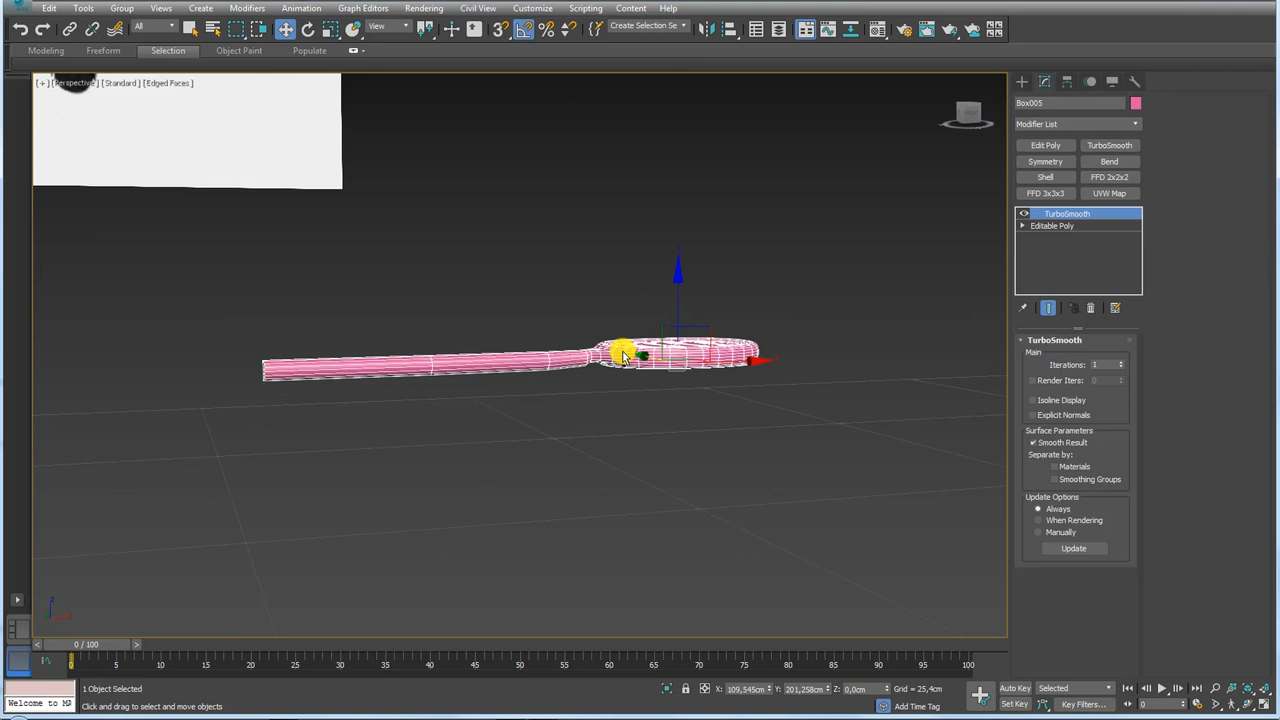 Edit Tools Group Views Create Modifiers Animation Graph Editors Rendering Civil View Customize Scripting Content Help
All View Create Selection Se
Modeling Freeform Selection Object Paint Populate
[+] [Perspective] [Standard] [Edged Faces]
Box005
Modifier List
Edit Poly TurboSmooth
Symmetry Bend
Shell FFD 2x2x2
FFD 3x3x3 UVW Map
TurboSmooth
Editable Poly
TurboSmooth
Main
Iterations: 1
Render Iters: 0
Isoline Display
Explicit Normals
Surface Parameters
Smooth Result
Separate by:
Materials
Smoothing Groups
Update Options
Always
When Rendering
Manually
Update
0 / 100
0 5 10 15 20 25 30 35 40 45 50 55 60 65 70 75 80 85 90 95 100
1 Object Selected X: 109,545cm Y: 201,258cm Z: 0,0cm Grid = 25,4cm Auto Key Selected
Welcome to M Click and drag to select and move objects Add Time Tag Set Key Key Filters... 0